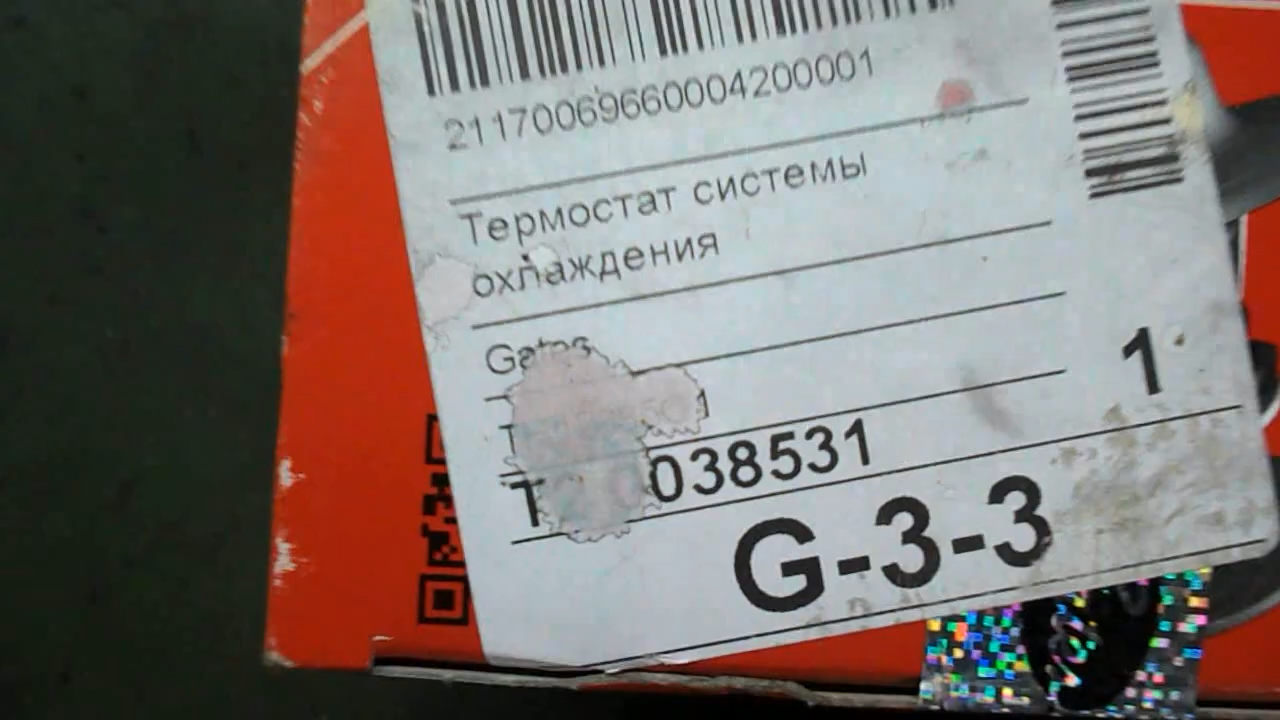 21170069660004200001
Термостат системы
охлаждения
Gates
1
038531
G-3-3